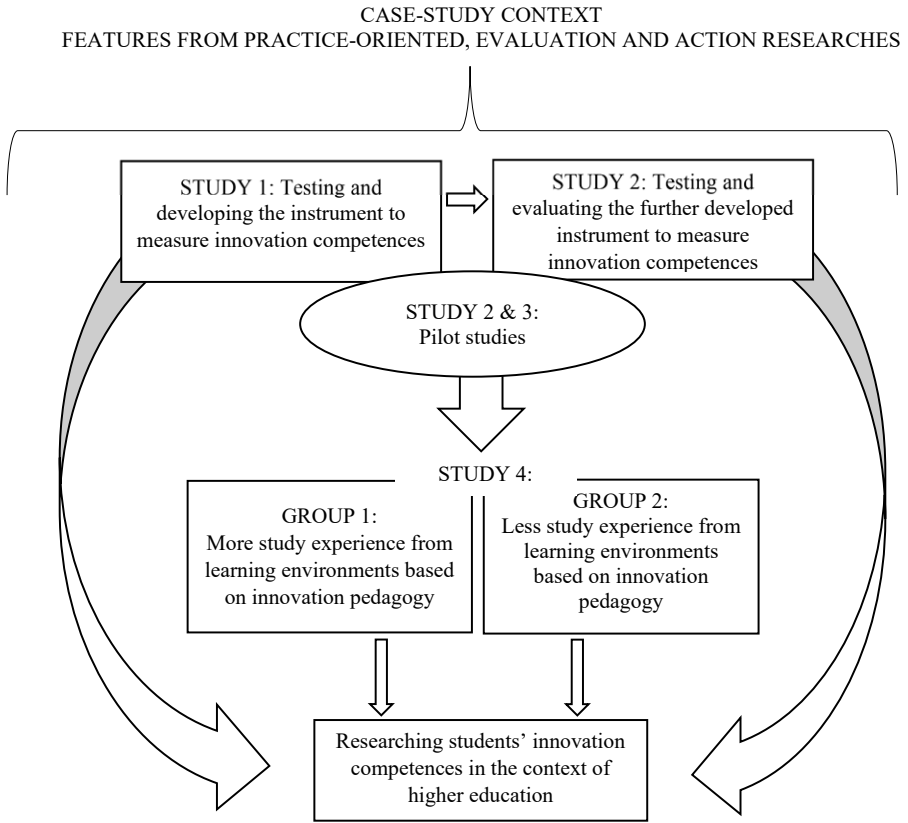 CASE-STUDY CONTEXT
FEATURES FROM PRACTICE-ORIENTED, EVALUATION AND ACTION RESEARCHES
STUDY 1: Testing and
developing the instrument to
measure innovation competences
STUDY 2: Testing and
evaluating the further developed
instrument to measure
innovation competences
STUDY 2 & 3:
Pilot studies
STUDY 4:
GROUP 1:
More study experience from
learning environments based
on innovation pedagogy
GROUP 2:
Less study experience from
learning environments
based on innovation
pedagogy
Researching students’ innovation
competences in the context of
higher education